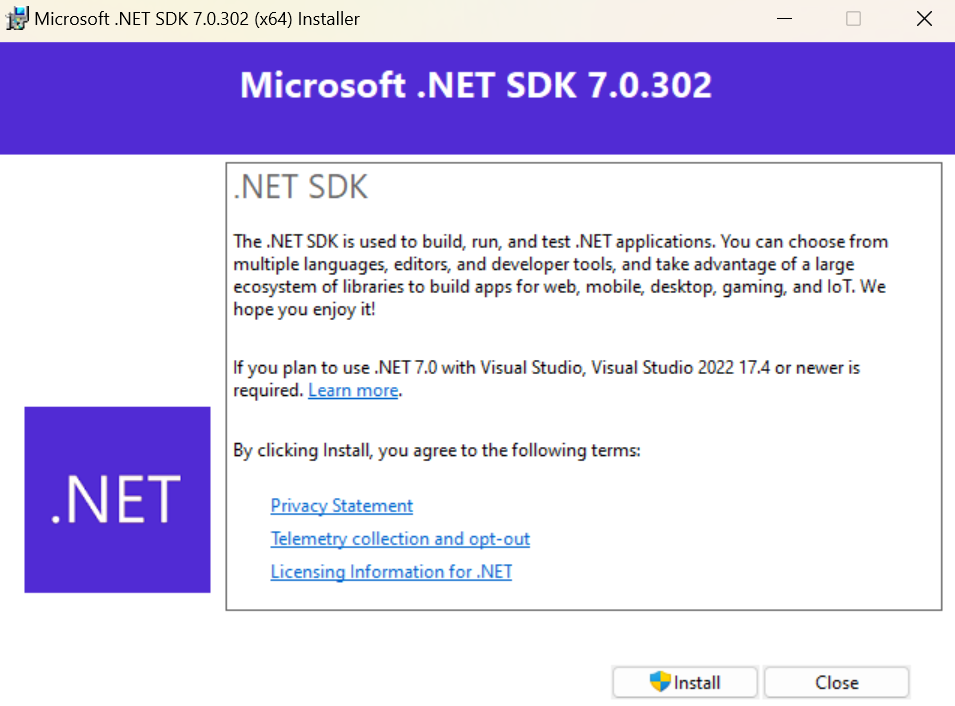 Microsoft .NET SDK 7.0.302 (x64) Installer
Microsoft .NET SDK 7.0.302
.NET SDK
The .NET SDK is used to build, run, and test .NET applications. You can choose from
multiple languages, editors, and developer tools, and take advantage of a large
ecosystem of libraries to build apps for web, mobile, desktop, gaming, and IoT. We
hope you enjoy it!
If you plan to use .NET 7.0 with Visual Studio, Visual Studio 2022 17.4 or newer is
required. Learn more.
By clicking Install, you agree to the following terms:
.NET
Privacy Statement
Telemetry collection and opt-out
Licensing Information for .NET
Install
Close